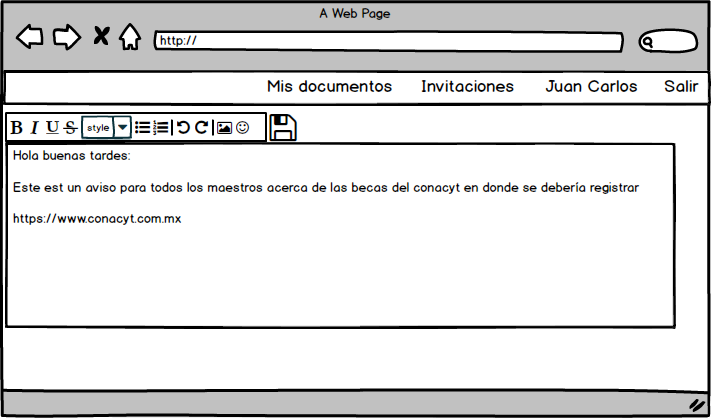 A Web Page
http://
Mis documentos Invitaciones Juan Carlos Salir
B I U S style
Hola buenas tardes:
Este est un aviso para todos los maestros acerca de las becas del conacyt en donde se debería registrar
https://www.conacyt.com.mx